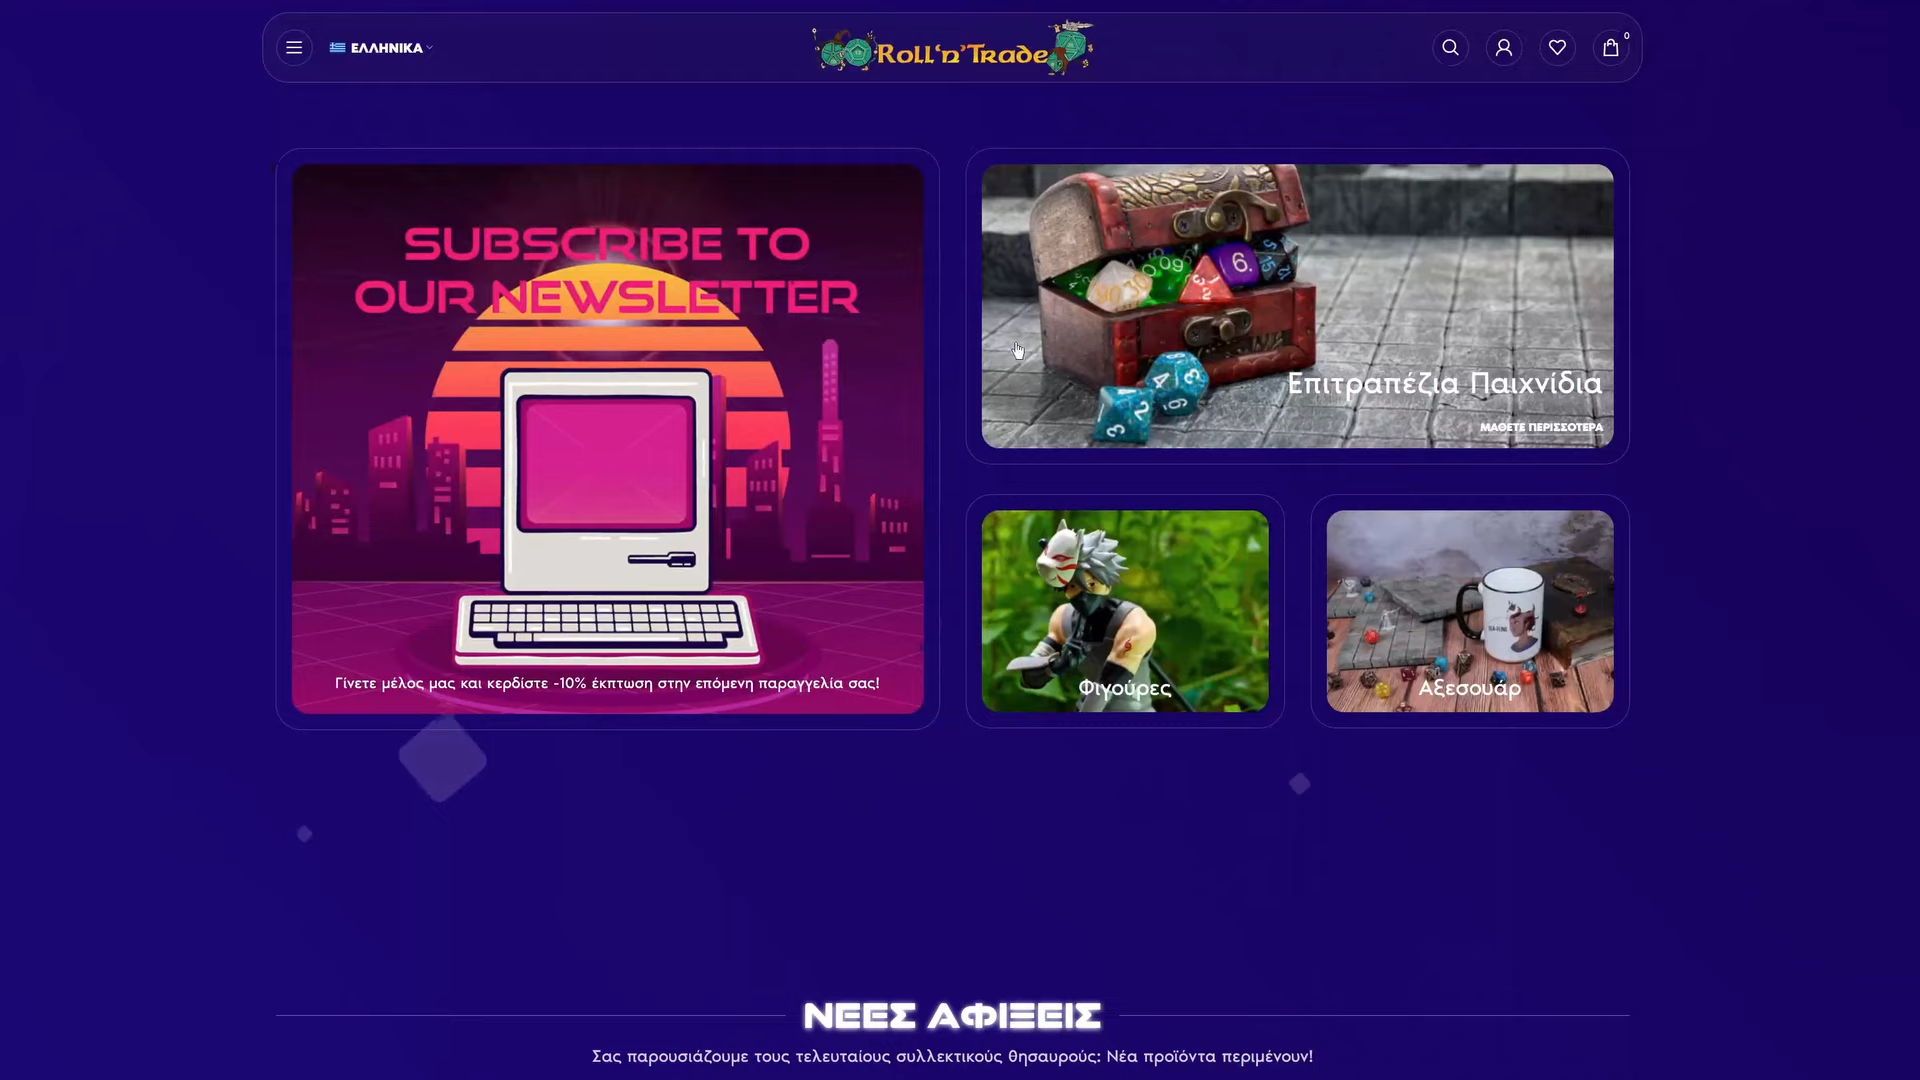 ΕΛΛΗΝΙΚΑ
Roll'n'Trade
0
SUBSCRIBE TO
OUR NEWSLETTER
Γίνετε μέλος μας και κερδίστε -10% έκπτωση στην επόμενη παραγγελία σας!
Επιτραπέζια Παιχνίδια
ΜΑΘΕΤΕ ΠΕΡΙΣΣΟΤΕΡΑ
Φιγούρες
Αξεσουάρ
ΝΕΕΣ ΑΦΙΞΕΙΣ
Σας παρουσιάζουμε τους τελευταίους συλλεκτικούς θησαυρούς: Νέα προϊόντα περιμένουν!